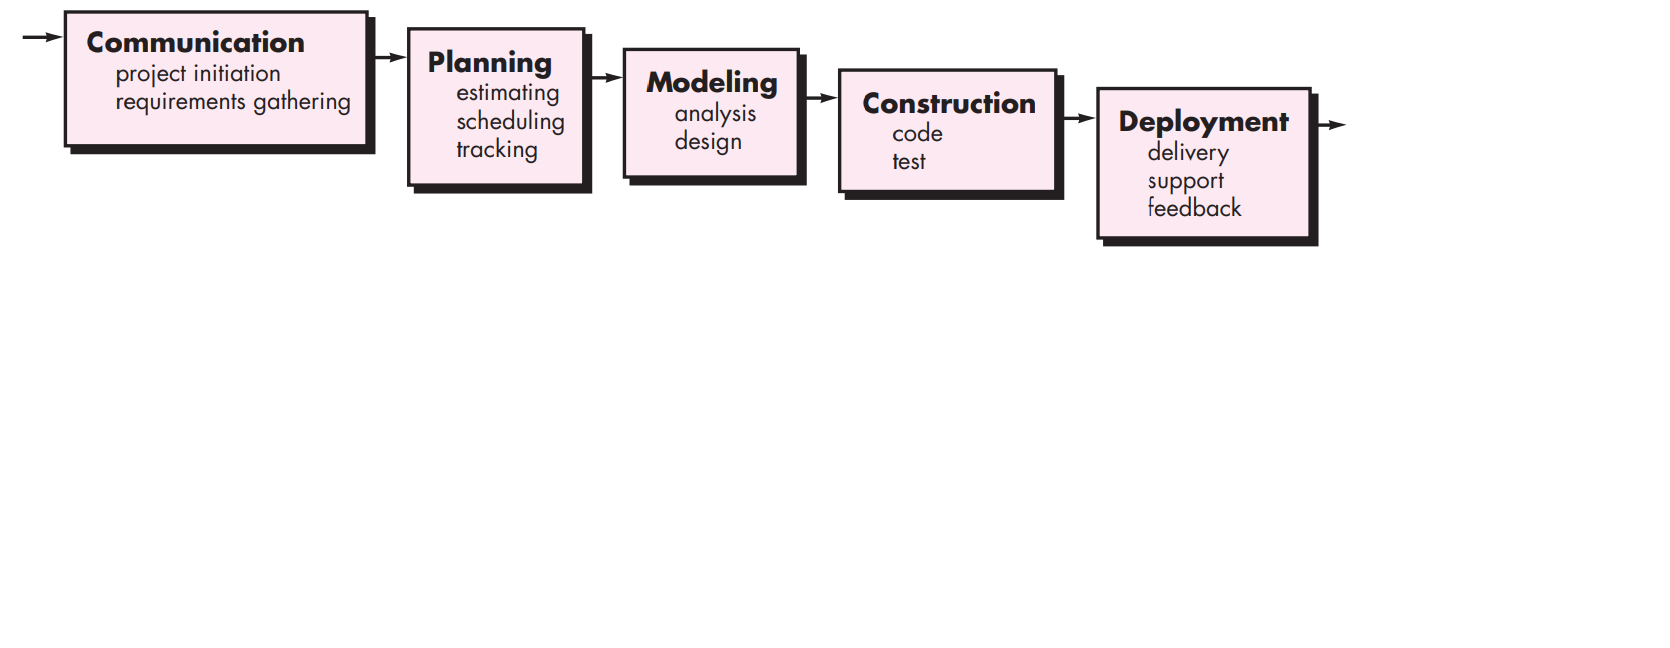 Communication
project initiation
requirements gathering
Planning
estimating
scheduling
tracking
Modeling
analysis
design
Construction
code
test
Deployment
delivery
support
feedback